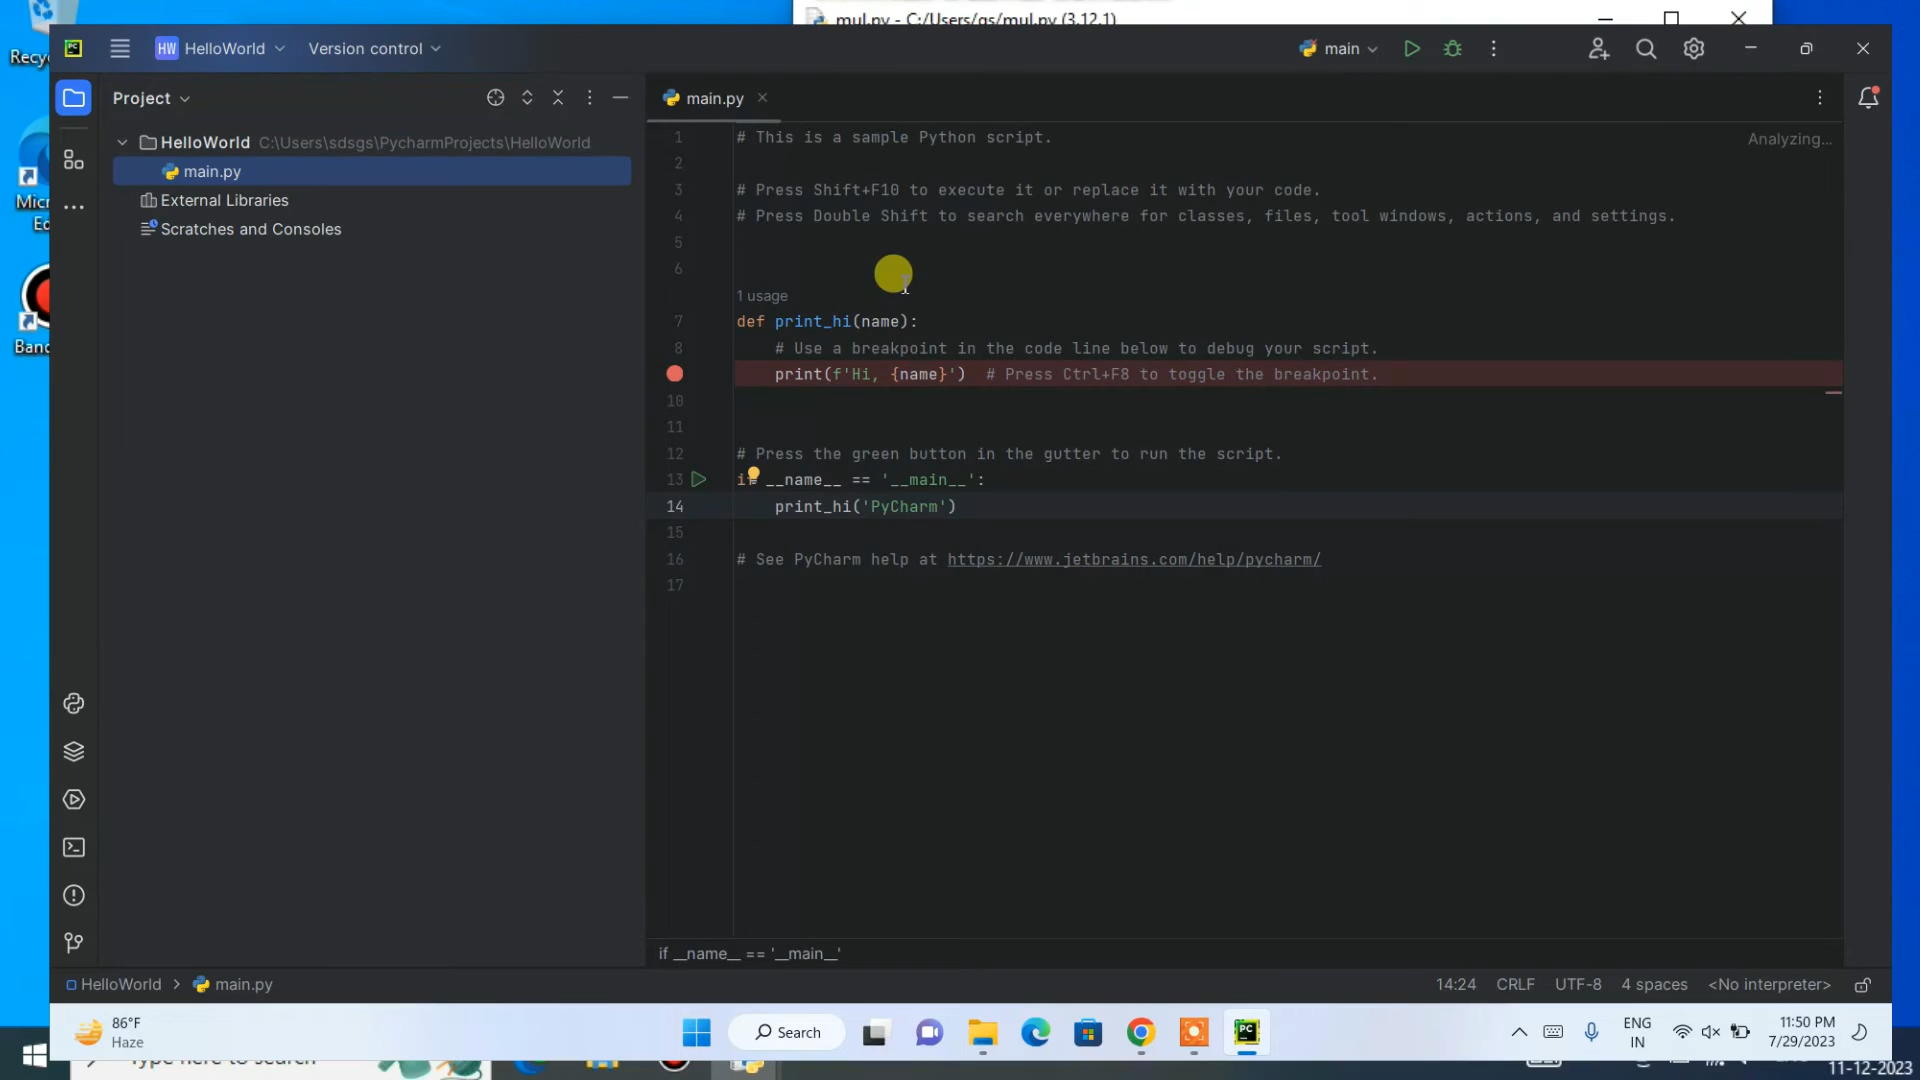 mul.py - C:/Users/gs/mul.py (3.12.1)
Recy
HW HelloWorld
Version control
main
Project
main.py
HelloWorld C:\Users\sdsgs\PycharmProjects\HelloWorld
main.py
External Libraries
Scratches and Consoles
Micr
Ed
Band
1 # This is a sample Python script.
Analyzing...
2
3 # Press Shift+F10 to execute it or replace it with your code.
4 # Press Double Shift to search everywhere for classes, files, tool windows, actions, and settings.
5
6
1 usage
7 def print_hi(name):
8 # Use a breakpoint in the code line below to debug your script.
print(f'Hi, {name}') # Press Ctrl+F8 to toggle the breakpoint.
10
11
12 # Press the green button in the gutter to run the script.
13 if __name__ == '__main__':
14 print_hi('PyCharm')
15
16 # See PyCharm help at https://www.jetbrains.com/help/pycharm/
17
if __name__ == '__main__'
HelloWorld > main.py
14:24 CRLF UTF-8 4 spaces <No interpreter>
86°F
Haze
Search
ENG
IN
11:50 PM
7/29/2023
Type here to search
11-12-2023